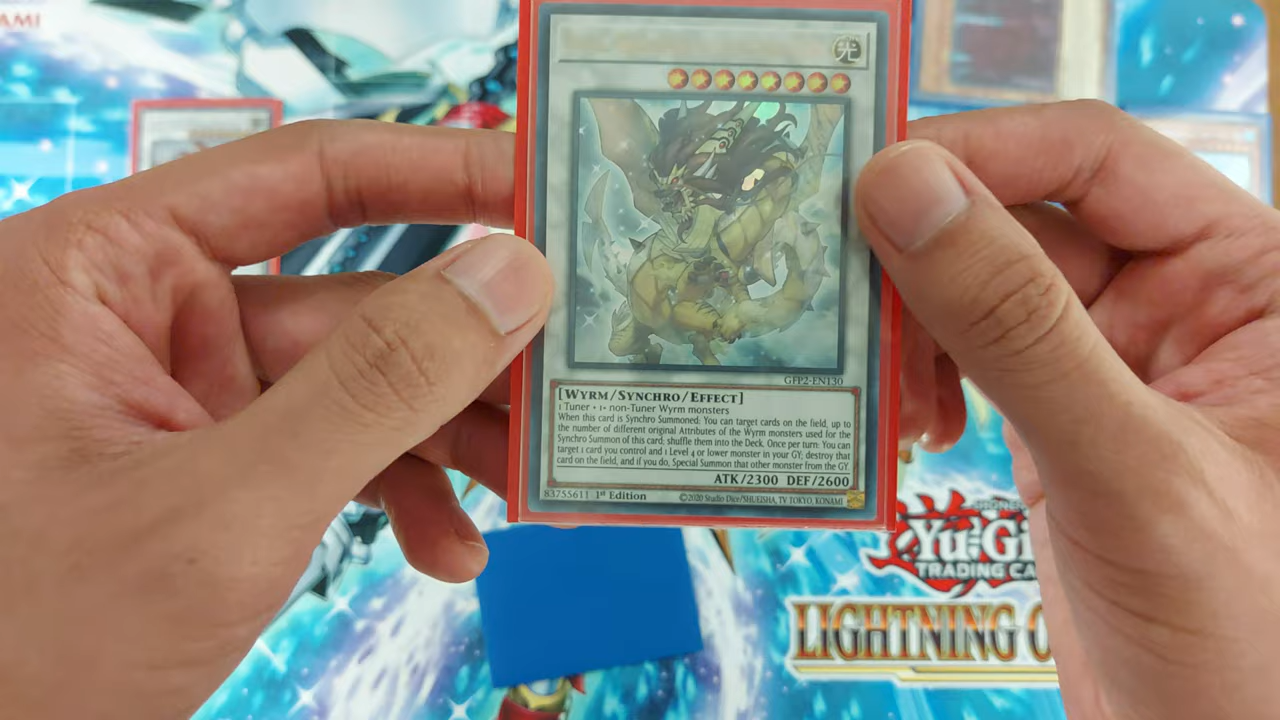 AMI
光
GFP2-EN130
[WYRM/SYNCHRO/EFFECT]
1 Tuner + 1+ non-Tuner Wyrm monsters
When this card is Synchro Summoned: You can target cards on the field, up to
the number of different original Attributes of the Wyrm monsters used for the
Synchro Summon of this card; shuffle them into the Deck. Once per turn: You can
target 1 card you control and 1 Level 4 or lower monster in your GY; destroy that
card on the field, and if you do, Special Summon that other monster from the GY.
ATK/2300 DEF/2600
83755611 1st Edition ©2020 Studio Dice/SHUEISHA, TV TOKYO, KONAMI
Yu-Gi
TRADING CA
LIGHTNING O